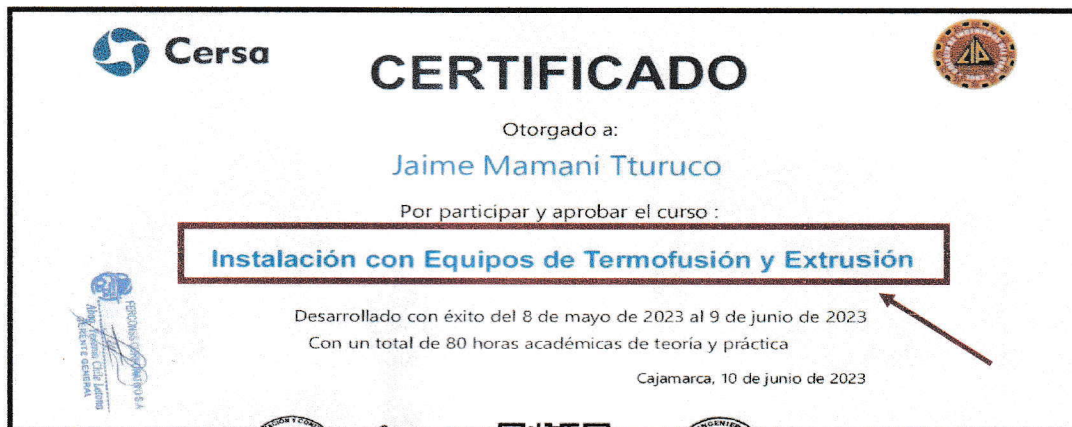 Cersa
CERTIFICADO
Otorgado a:
Jaime Mamani Tturuco
Por participar y aprobar el curso :
Instalación con Equipos de Termofusión y Extrusión
Desarrollado con éxito del 8 de mayo de 2023 al 9 de junio de 2023
Con un total de 80 horas académicas de teoría y práctica
Cajamarca, 10 de junio de 2023
GERENTE GENERAL